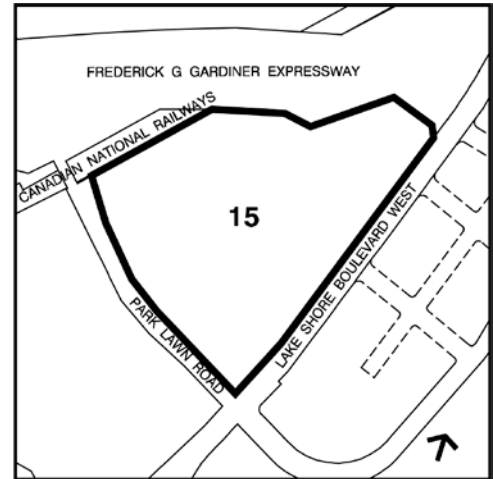 FREDERICK G GARDINER EXPRESSWAY
CANADIAN NATIONAL RAILWAYS
15
LAKE SHORE BOULEVARD WEST
PARK LAWN ROAD